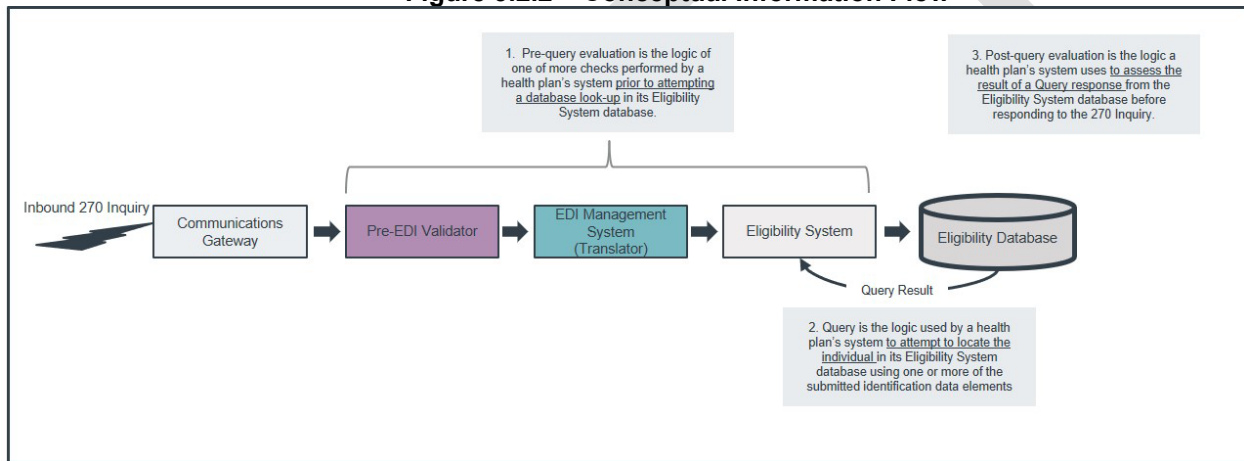 1. Pre-query evaluation is the logic of
one of more checks performed by a
health plan's system prior to attempting
a database look-up in its Eligibility
System database.
3. Post-query evaluation is the logic a
health plan's system uses to assess the
result of a Query response from the
Eligibility System database before
responding to the 270 Inquiry.
Inbound 270 Inquiry
Communications
Gateway
Pre-EDI Validator
EDI Management
System
(Translator)
Eligibility System
Eligibility Database
Query Result
2. Query is the logic used by a health
plan's system to attempt to locate the
individual in its Eligibility System
database using one or more of the
submitted identification data elements